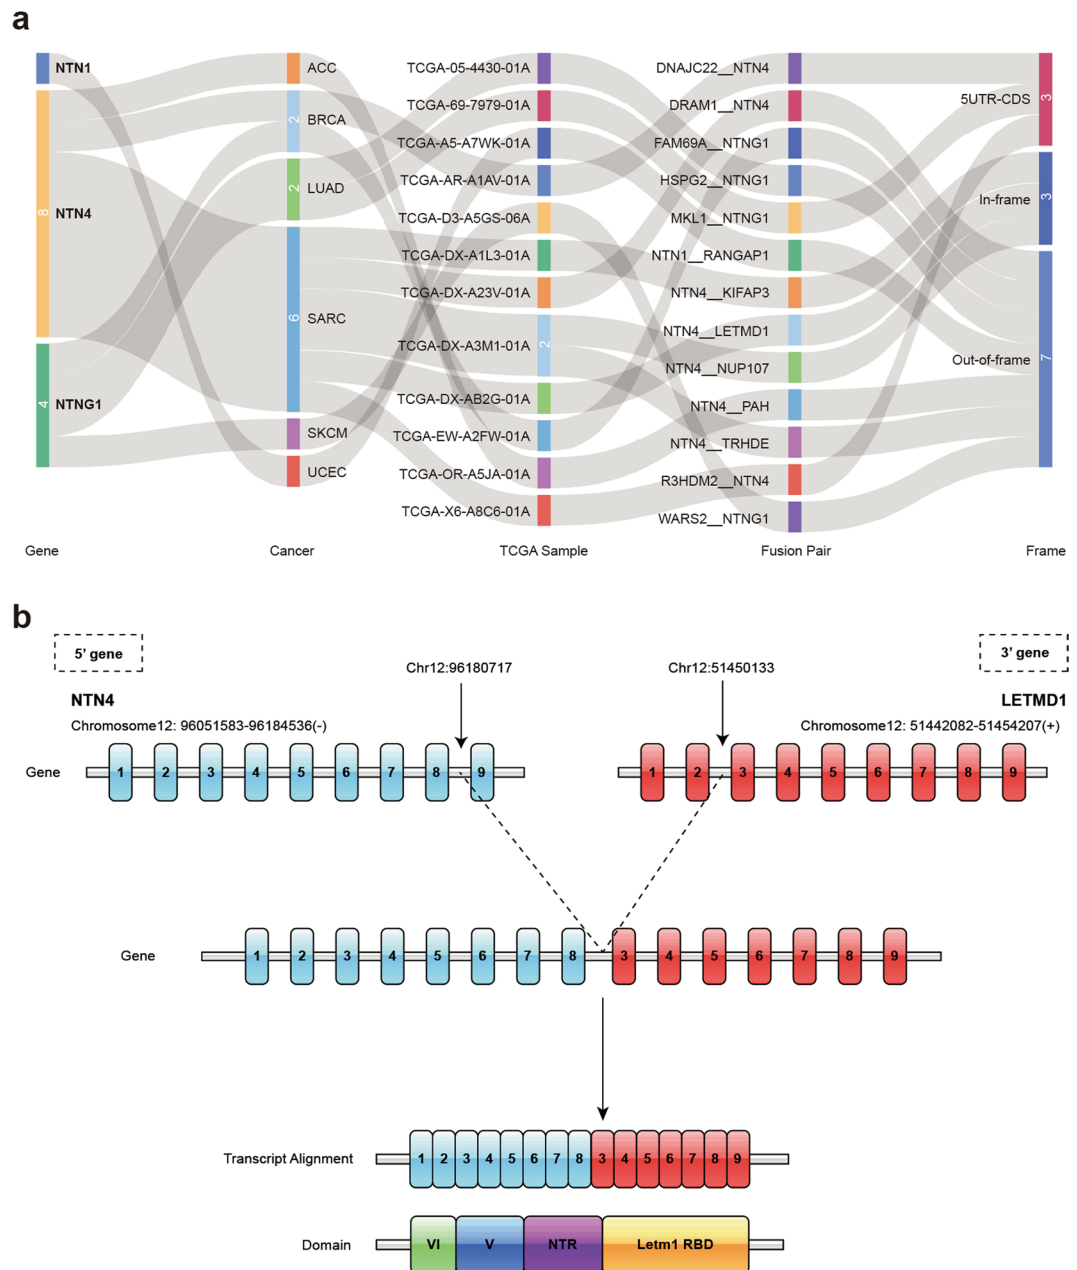 a
NTN1
8
NTN4
4
NTNG1
Gene
ACC
2
BRCA
2
LUAD
6
SARC
SKCM
UCEC
Cancer
TCGA-05-4430-01A
TCGA-69-7979-01A
TCGA-A5-A7WK-01A
TCGA-AR-A1AV-01A
TCGA-D3-A5GS-06A
TCGA-DX-A1L3-01A
TCGA-DX-A23V-01A
TCGA-DX-A3M1-01A
2
TCGA-DX-AB2G-01A
TCGA-EW-A2FW-01A
TCGA-OR-A5JA-01A
TCGA-X6-A8C6-01A
TCGA Sample
DNAJC22__NTN4
DRAM1__NTN4
FAM69A__NTNG1
HSPG2__NTNG1
MKL1__NTNG1
NTN1__RANGAP1
NTN4__KIFAP3
NTN4__LETMD1
NTN4__NUP107
NTN4__PAH
NTN4__TRHDE
R3HDM2__NTN4
WARS2__NTNG1
Fusion Pair
5UTR-CDS
3
In-frame
3
Out-of-frame
7
Frame
b
5’ gene
3’ gene
Chr12:96180717
Chr12:51450133
NTN4
LETMD1
Chromosome12: 96051583-96184536(-)
Chromosome12: 51442082-51454207(+)
Gene 1 2 3 4 5 6 7 8 9
1 2 3 4 5 6 7 8 9
Gene 1 2 3 4 5 6 7 8 3 4 5 6 7 8 9
Transcript Alignment 1 2 3 4 5 6 7 8 3 4 5 6 7 8 9
Domain VI V NTR Letm1 RBD